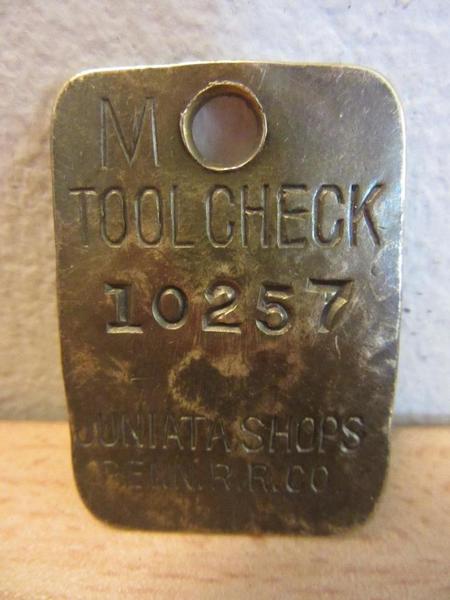 M
TOOL CHECK
10257
JUNIATA SHOPS
PENN. R. R. CO